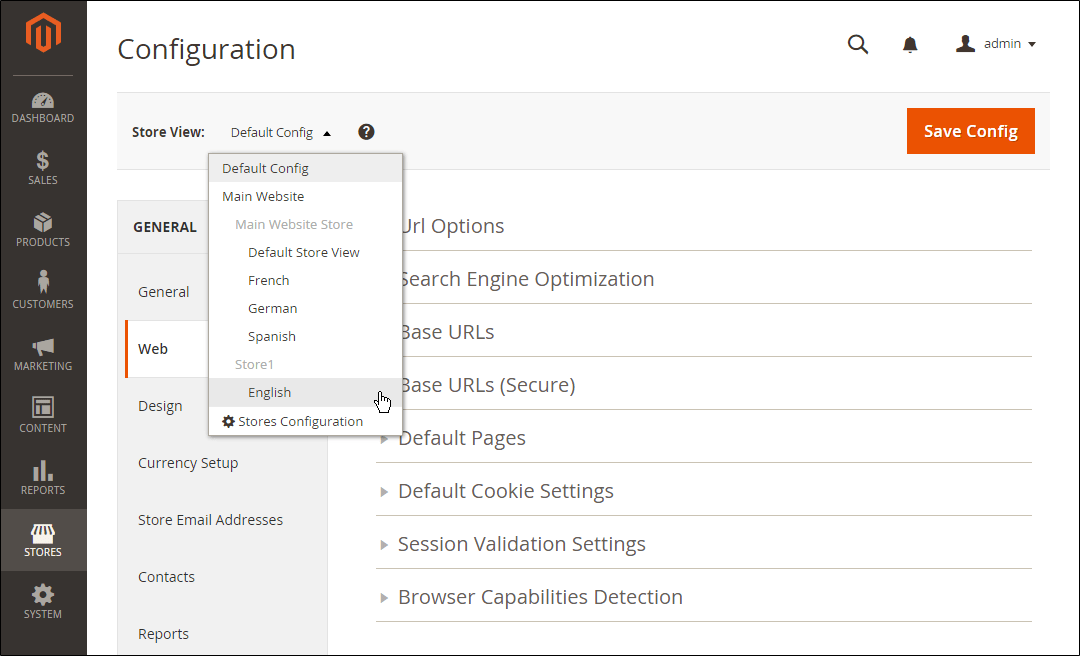 Configuration
admin
Store View: Default Config ?
Save Config
DASHBOARD
SALES
PRODUCTS
CUSTOMERS
MARKETING
CONTENT
REPORTS
STORES
SYSTEM
Default Config
Main Website
Main Website Store
Default Store View
French
German
Spanish
Store1
English
Stores Configuration
GENERAL
General
Web
Design
Currency Setup
Store Email Addresses
Contacts
Reports
Url Options
Search Engine Optimization
Base URLs
Base URLs (Secure)
Default Pages
Default Cookie Settings
Session Validation Settings
Browser Capabilities Detection